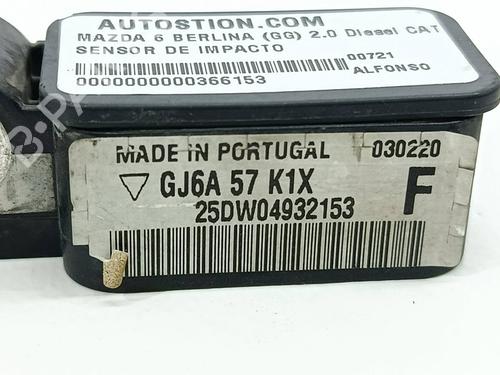 AUTOSTION.COM
MAZDA 6 BERLINA (GG) 2.0 Diesel CAT
SENSOR DE IMPACTO
00721
0000000000366153
ALFONSO
MADE IN PORTUGAL 030220
GJ6A 57 K1X
F
25DW04932153